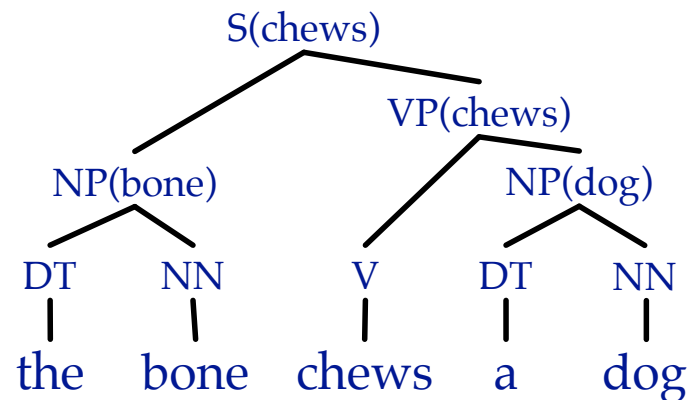 S(chews)
VP(chews)
NP(bone) NP(dog)
DT NN V DT NN
the bone chews a dog